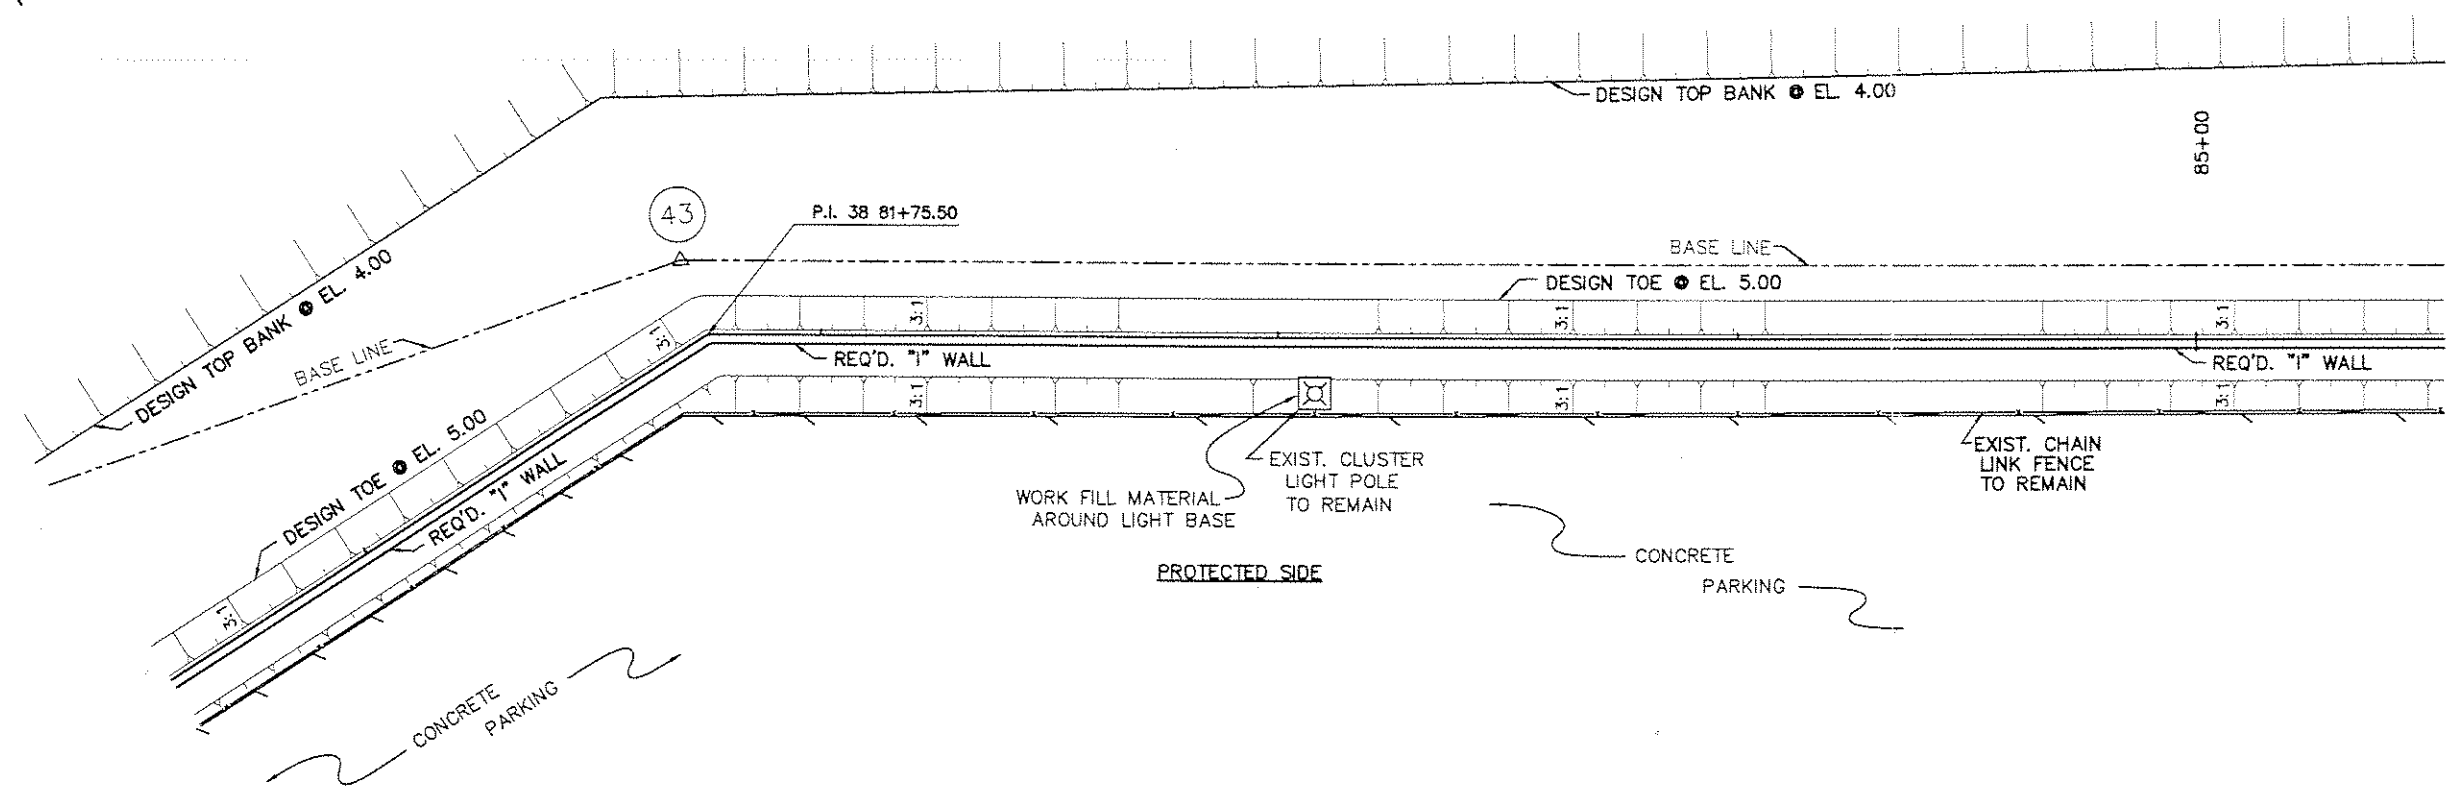 DESIGN TOP BANK @ EL. 4.00
85+00
43
P.I. 38 81+75.50
BASE LINE
DESIGN TOE @ EL. 5.00
DESIGN TOP BANK @ EL. 4.00
BASE LINE
3:1
3:1
3:1
3:1
REQ'D. "I" WALL
REQ'D. "I" WALL
3:1
3:1
3:1
DESIGN TOE @ EL. 5.00
REQ'D. "I" WALL
3:1
EXIST. CLUSTER
LIGHT POLE
TO REMAIN
EXIST. CHAIN
LINK FENCE
TO REMAIN
WORK FILL MATERIAL
AROUND LIGHT BASE
CONCRETE
PARKING
PROTECTED SIDE
CONCRETE
PARKING